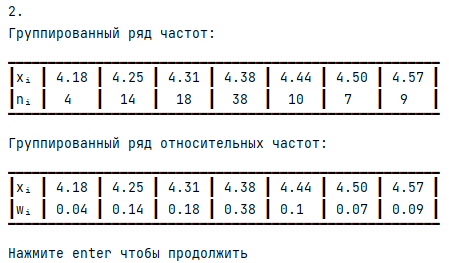 2.
Группированный ряд частот:
|xᵢ | 4.18 | 4.25 | 4.31 | 4.38 | 4.44 | 4.50 | 4.57 |
|nᵢ | 4 | 14 | 18 | 38 | 10 | 7 | 9 |
Группированный ряд относительных частот:
|xᵢ | 4.18 | 4.25 | 4.31 | 4.38 | 4.44 | 4.50 | 4.57 |
|wᵢ | 0.04 | 0.14 | 0.18 | 0.38 | 0.1 | 0.07 | 0.09 |
Нажмите enter чтобы продолжить